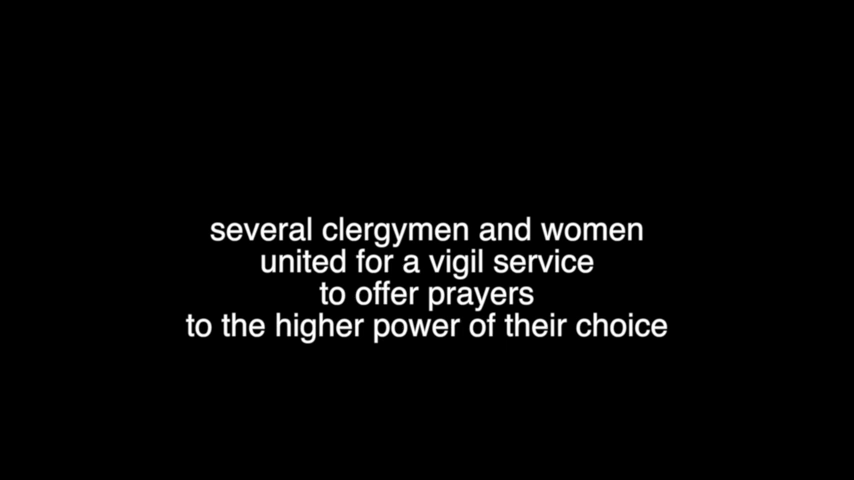 several clergymen and women
united for a vigil service
to offer prayers
to the higher power of their choice